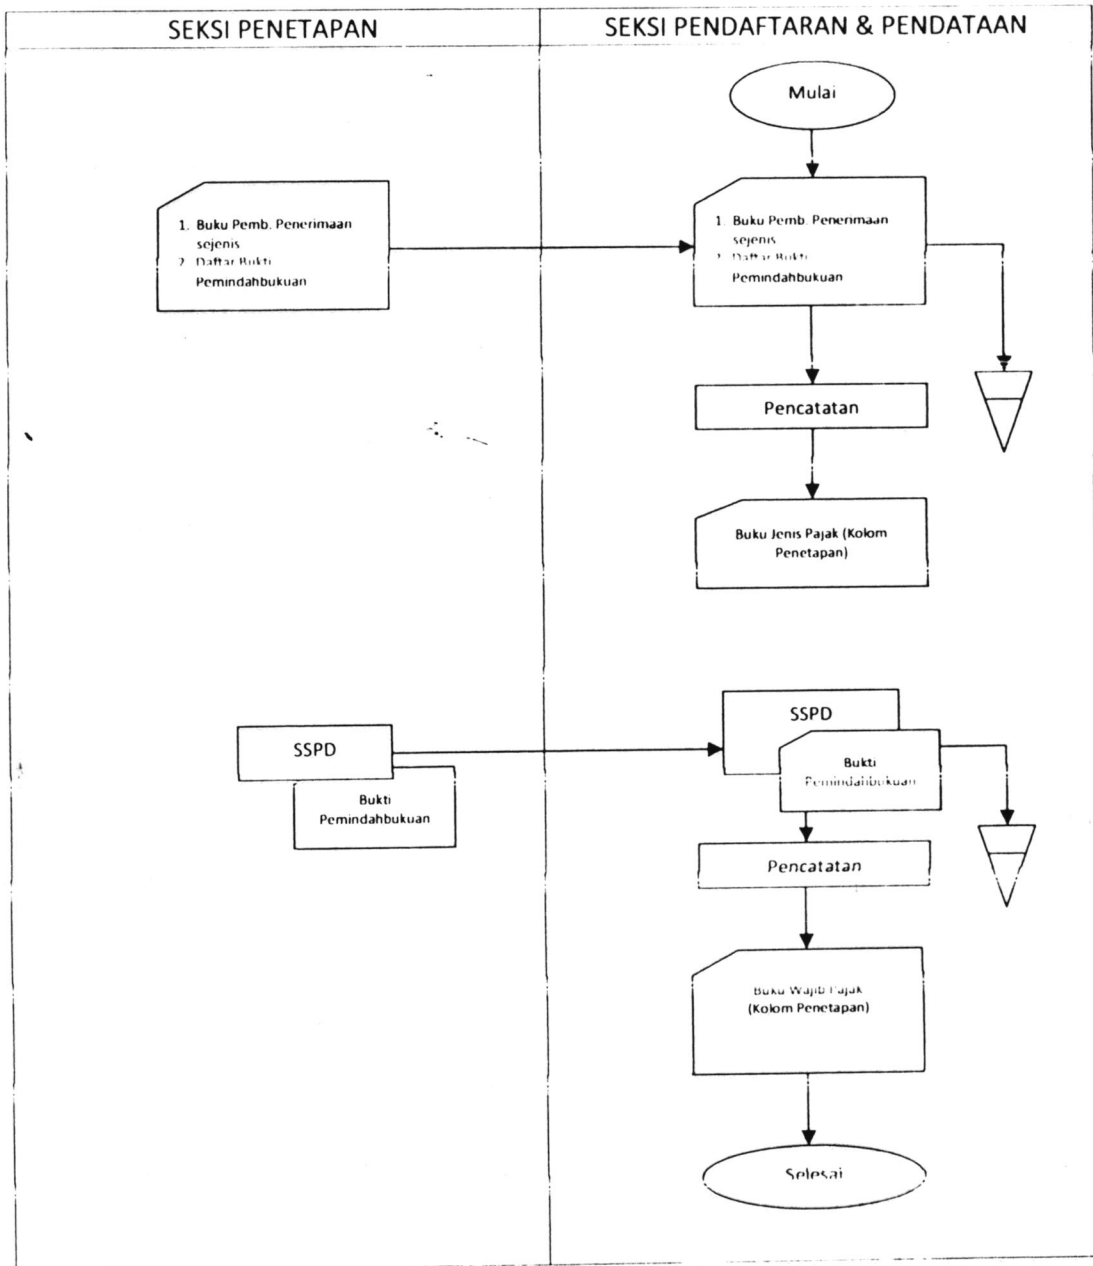 SEKSI PENETAPAN
SEKSI PENDAFTARAN & PENDATAAN
Mulai
1. Buku Pemb. Penerimaan
sejenis
2. Daftar Bukti
Pemindahbukuan
1. Buku Pemb. Penerimaan
sejenis
2. Daftar Bukti
Pemindahbukuan
Pencatatan
Buku Jenis Pajak (Kolom
Penetapan)
SSPD
Bukti
Pemindahbukuan
SSPD
Bukti
Pemindahbukuan
Pencatatan
Buku Wajib Pajak
(Kolom Penetapan)
Selesai